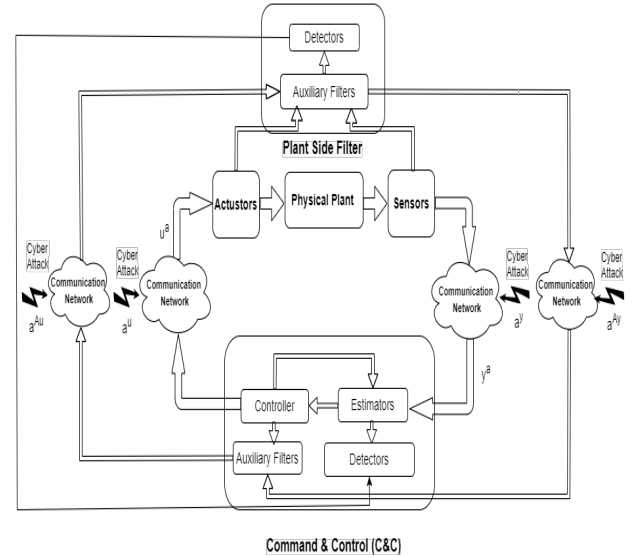 Detectors
Auxiliary Filters
Plant Side Filter
Actustors
Physical Plant
Sensors
u^a
Cyber
Attack
Communication
Network
a^Au
Cyber
Attack
Communication
Network
a^u
Communication
Network
Cyber
Attack
a^y
Communication
Network
Cyber
Attack
a^Ay
y^a
Controller
Estimators
Auxiliary Filters
Detectors
Command & Control (C&C)